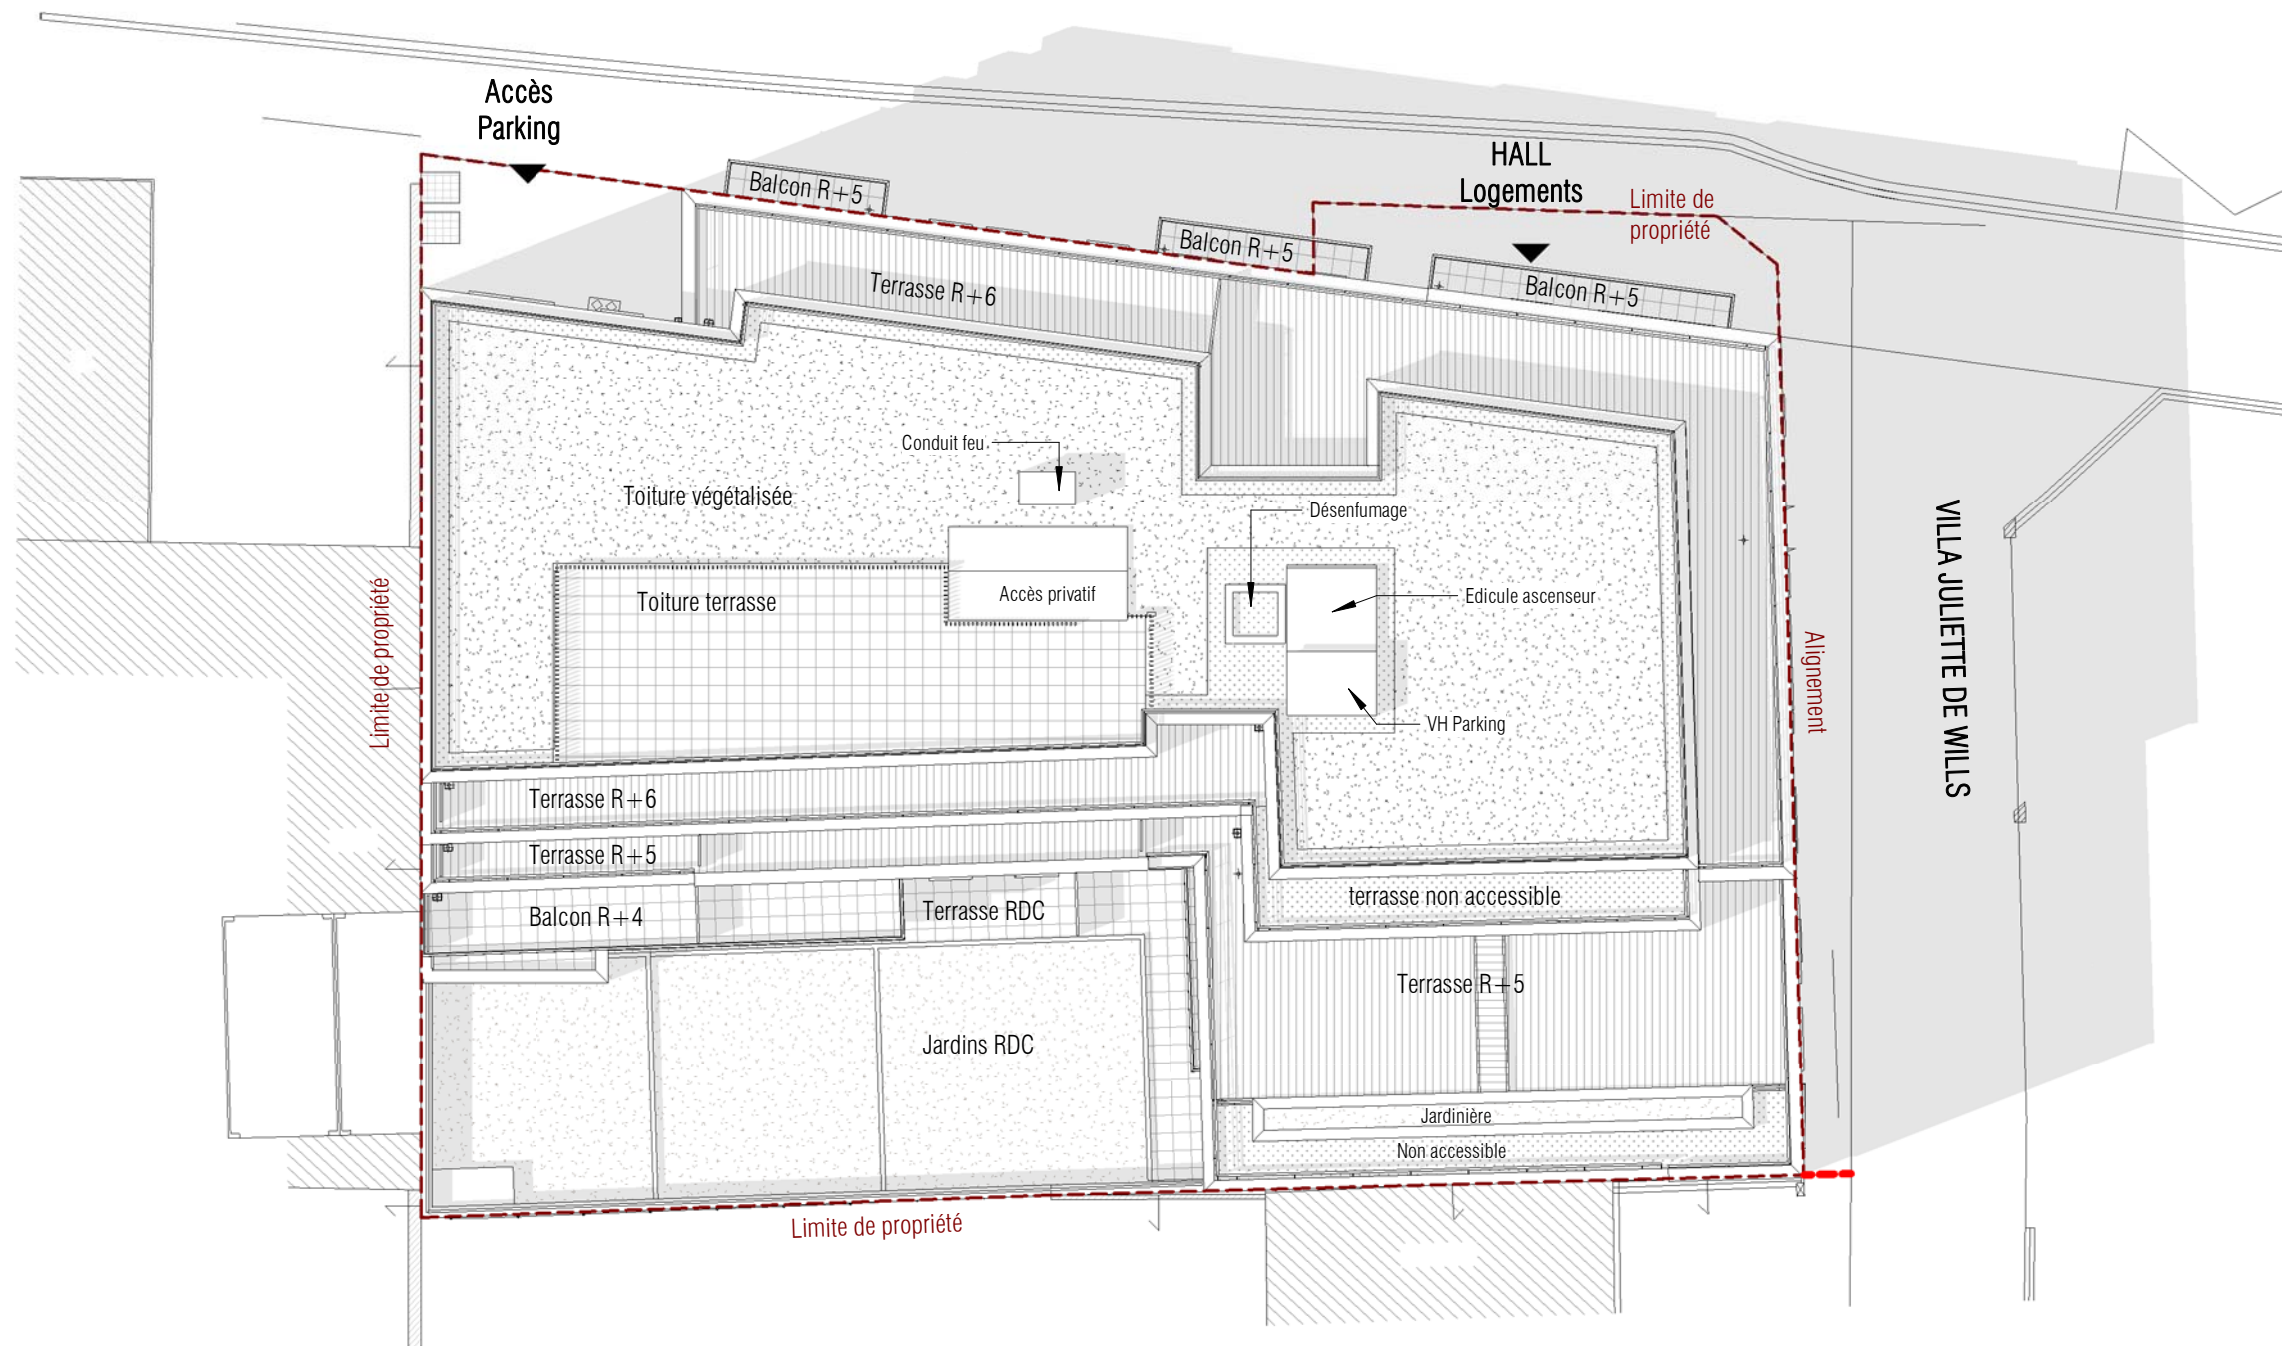 Accès
Parking
HALL
Logements
Limite de
propriété
Balcon R+5
Balcon R+5
Balcon R+5
Terrasse R+6
Conduit feu
Toiture végétalisée
Désenfumage
Accès privatif
Toiture terrasse
Edicule ascenseur
VH Parking
Limite de propriété
Alignement
VILLA JULIETTE DE WILLS
Terrasse R+6
Terrasse R+5
Balcon R+4
Terrasse RDC
terrasse non accessible
Terrasse R+5
Jardins RDC
Jardinière
Non accessible
Limite de propriété